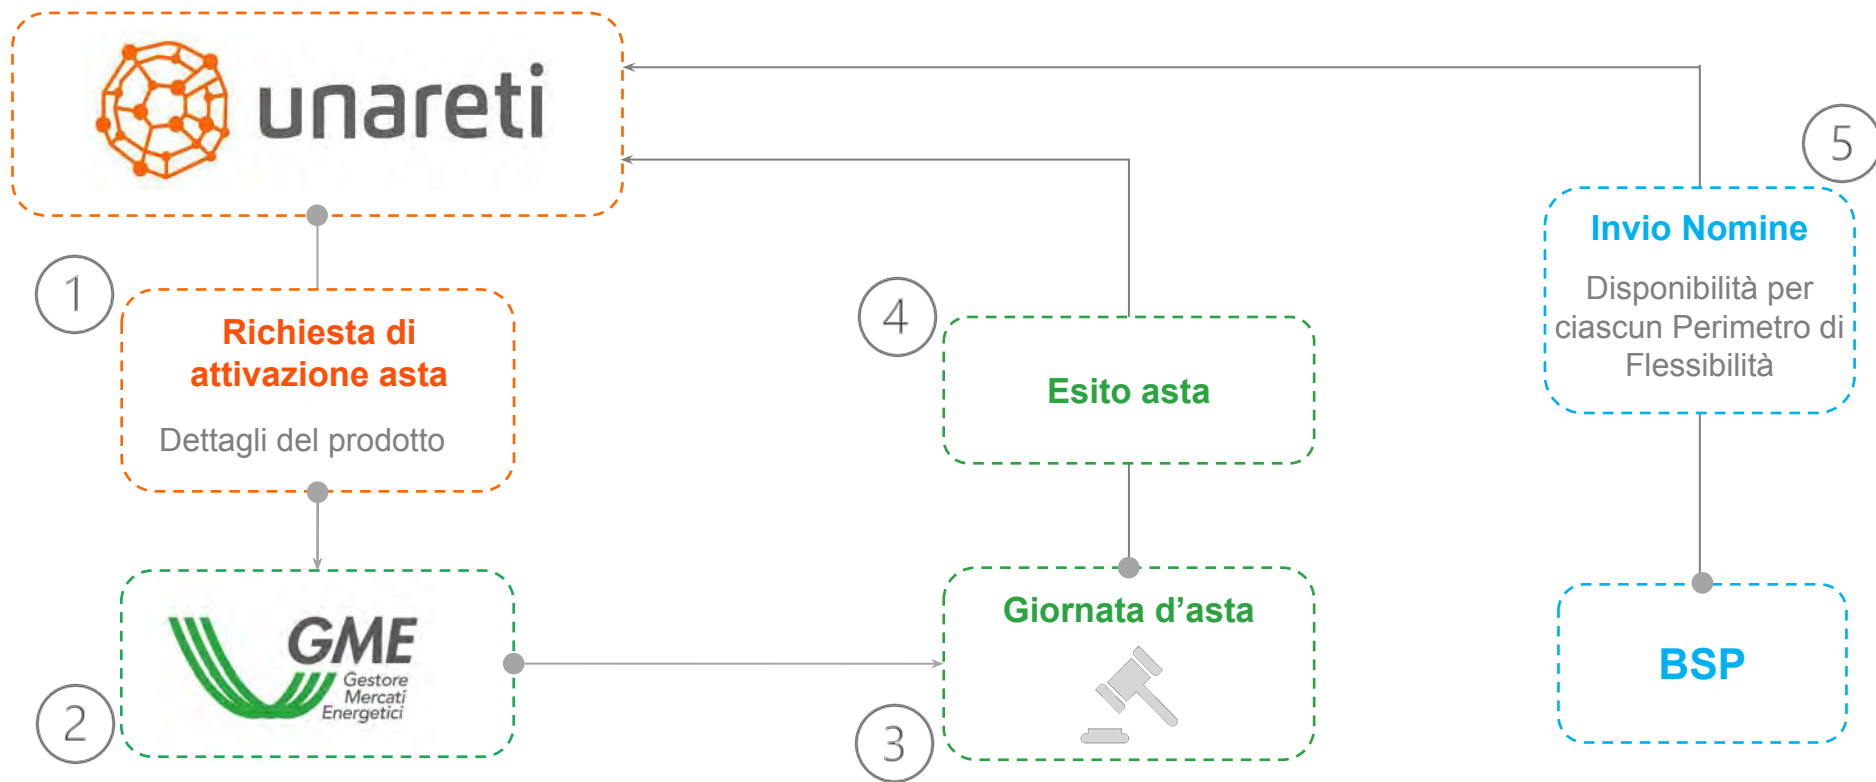 unareti
1
Richiesta di
attivazione asta
Dettagli del prodotto
2
GME
Gestore
Mercati
Energetici
3
Giornata d’asta
4
Esito asta
5
Invio Nomine
Disponibilità per
ciascun Perimetro di
Flessibilità
BSP